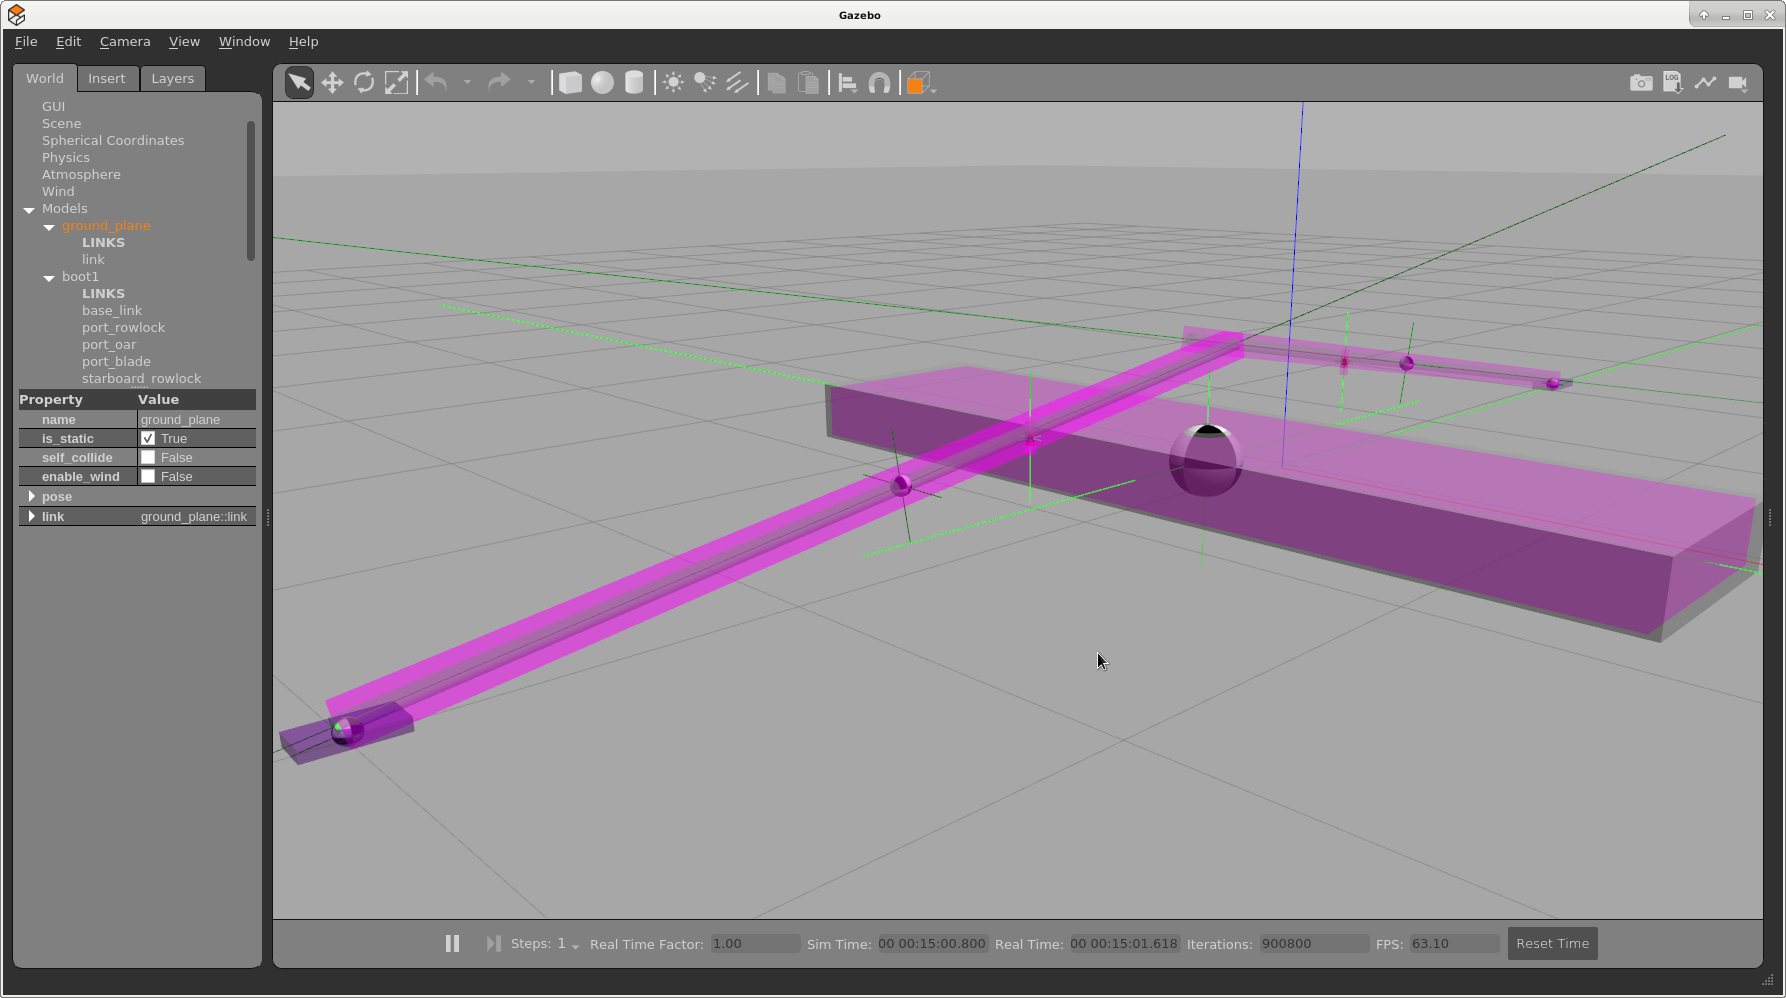 Gazebo
File Edit Camera View Window Help
World Insert Layers
LOG
GUI
Scene
Spherical Coordinates
Physics
Atmosphere
Wind
Models
ground_plane
LINKS
link
boot1
LINKS
base_link
port_rowlock
port_oar
port_blade
starboard_rowlock
Property Value
name ground_plane
is_static True
self_collide False
enable_wind False
pose
link ground_plane::link
Steps: 1 Real Time Factor: 1.00 Sim Time: 00 00:15:00.800 Real Time: 00 00:15:01.618 Iterations: 900800 FPS: 63.10 Reset Time